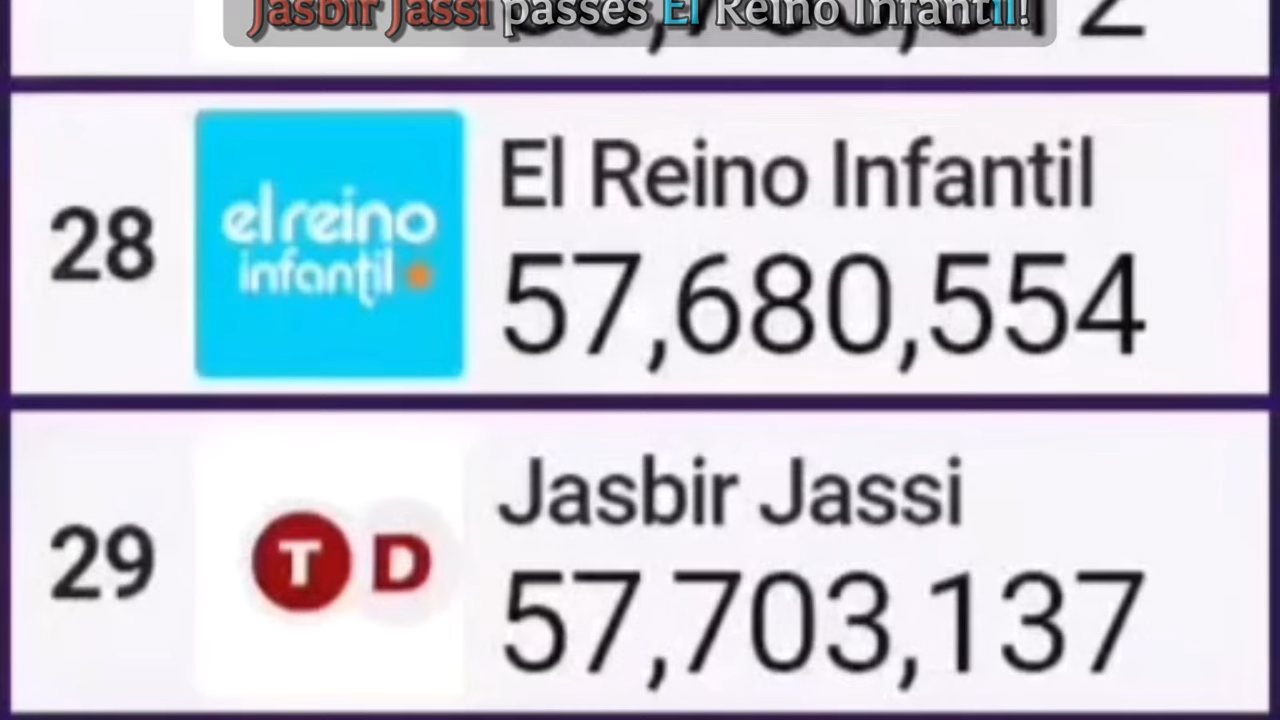 Jasbir Jassi passes El Reino Infantil!
28
el reino
infantil
El Reino Infantil
57,680,554
29
T D
Jasbir Jassi
57,703,137